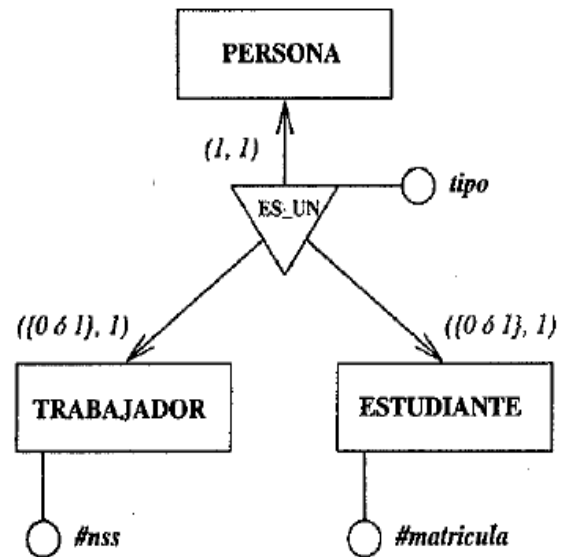 PERSONA
(1, 1)
tipo
ES_UN
({0 ó 1}, 1)
({0 ó 1}, 1)
TRABAJADOR
ESTUDIANTE
#nss
#matricula